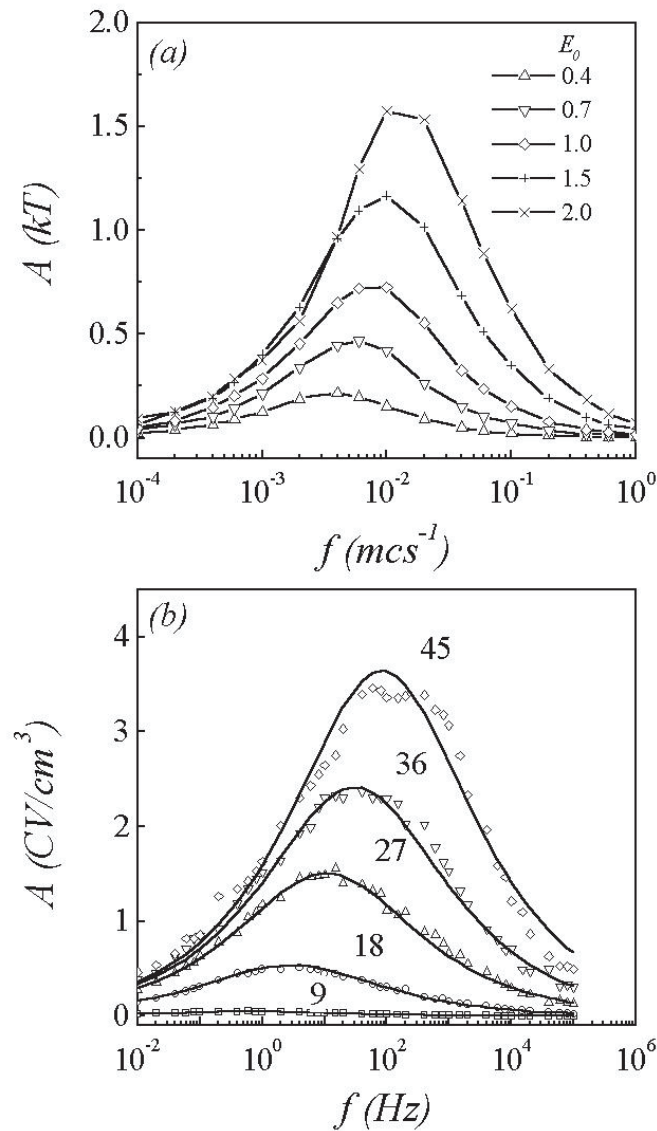 2.0
(a)
E₀
0.4
0.7
1.0
1.5
2.0
1.5
1.0
0.5
0.0
A (kT)
10⁻⁴ 10⁻³ 10⁻² 10⁻¹ 10⁰
f (mcs⁻¹)
(b)
4
3
2
1
0
A (CV/cm³)
45
36
27
18
9
10⁻² 10⁰ 10² 10⁴ 10⁶
f (Hz)